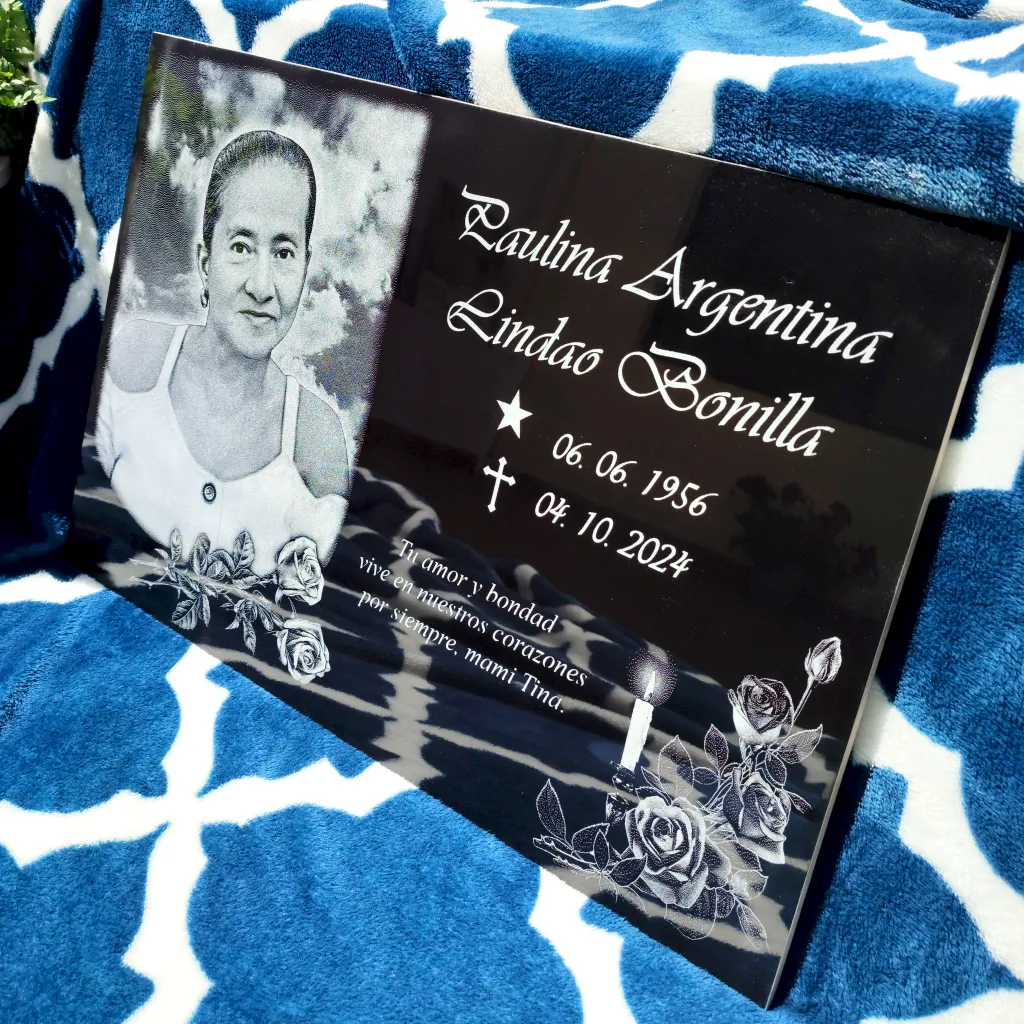 Paulina Argentina
Lindao Bonilla
06. 06. 1956
04. 10. 2024
Tu amor y bondad
vive en nuestros corazones
por siempre, mami Tina.